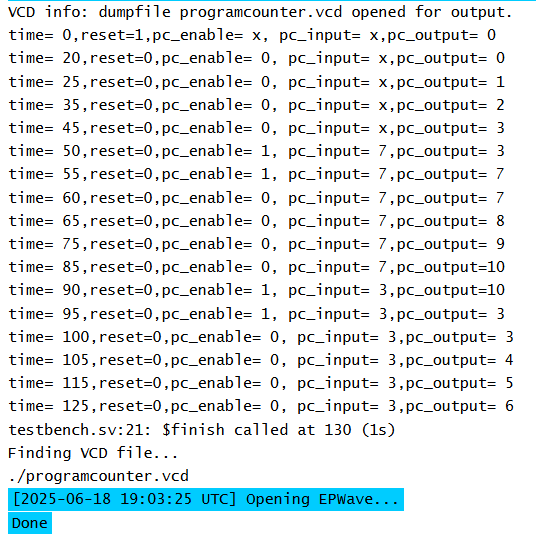 VCD info: dumpfile programcounter.vcd opened for output.
time= 0,reset=1,pc_enable= x, pc_input= x,pc_output= 0
time= 20,reset=0,pc_enable= 0, pc_input= x,pc_output= 0
time= 25,reset=0,pc_enable= 0, pc_input= x,pc_output= 1
time= 35,reset=0,pc_enable= 0, pc_input= x,pc_output= 2
time= 45,reset=0,pc_enable= 0, pc_input= x,pc_output= 3
time= 50,reset=0,pc_enable= 1, pc_input= 7,pc_output= 3
time= 55,reset=0,pc_enable= 1, pc_input= 7,pc_output= 7
time= 60,reset=0,pc_enable= 0, pc_input= 7,pc_output= 7
time= 65,reset=0,pc_enable= 0, pc_input= 7,pc_output= 8
time= 75,reset=0,pc_enable= 0, pc_input= 7,pc_output= 9
time= 85,reset=0,pc_enable= 0, pc_input= 7,pc_output=10
time= 90,reset=0,pc_enable= 1, pc_input= 3,pc_output=10
time= 95,reset=0,pc_enable= 1, pc_input= 3,pc_output= 3
time= 100,reset=0,pc_enable= 0, pc_input= 3,pc_output= 3
time= 105,reset=0,pc_enable= 0, pc_input= 3,pc_output= 4
time= 115,reset=0,pc_enable= 0, pc_input= 3,pc_output= 5
time= 125,reset=0,pc_enable= 0, pc_input= 3,pc_output= 6
testbench.sv:21: $finish called at 130 (1s)
Finding VCD file...
./programcounter.vcd
[2025-06-18 19:03:25 UTC] Opening EPWave...
Done